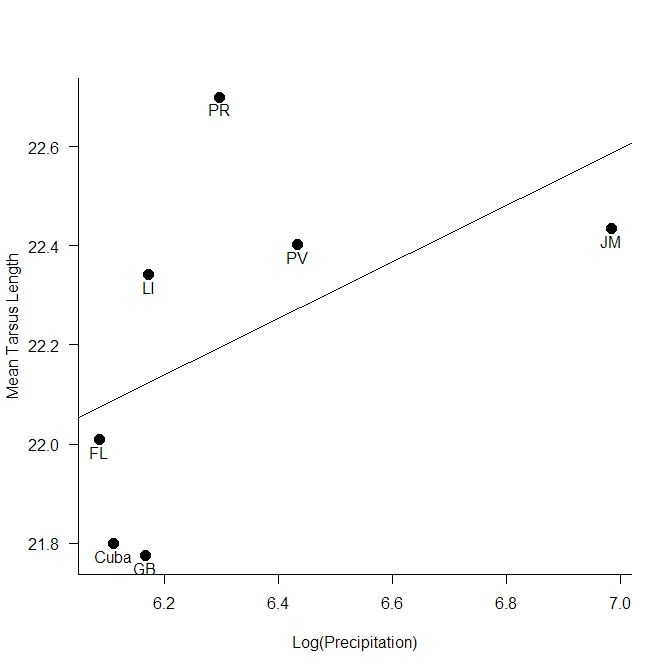 PR
22.6
JM
22.4
PV
LI
22.2
Mean Tarsus Length
FL
22.0
Cuba
21.8
GB
6.2 6.4 6.6 6.8 7.0
Log(Precipitation)